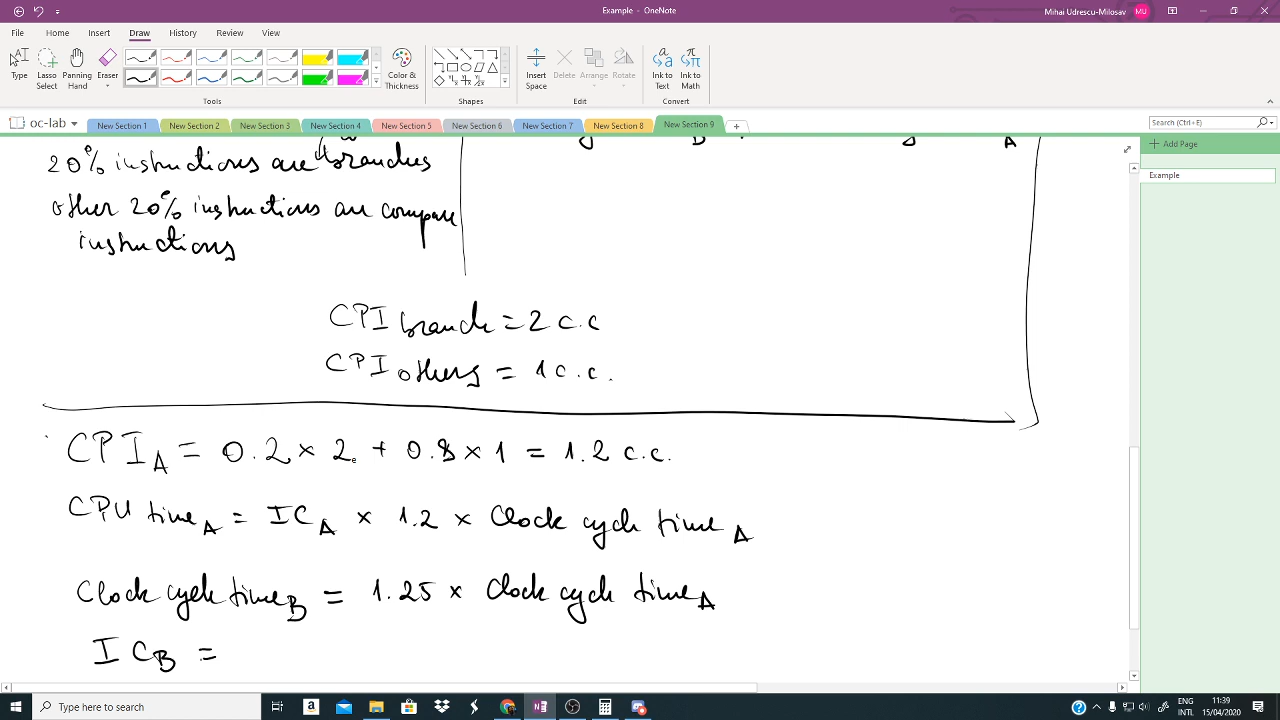 Example - OneNote
Mihai Udrescu-Milosav MU
File Home Insert Draw History Review View
Type Lasso Select Panning Hand Eraser Color & Thickness Insert Space Delete Arrange Rotate Ink to Text Ink to Math
Tools Shapes Edit Convert
oc-lab New Section 1 New Section 2 New Section 3 New Section 4 New Section 5 New Section 6 New Section 7 New Section 8 New Section 9 Search (Ctrl+E)
Add Page
Example
20% instructions are branches
other 20% instructions are compare
instructions
CPI branch = 2 c.c
CPI others = 1 c.c.
CPI A = 0.2 × 2 + 0.8 × 1 = 1.2 c.c.
CPU time A = IC A × 1.2 × Clock cycle time A
Clock cycle time B = 1.25 × Clock cycle time A
IC B =
Type here to search
ENG
INTL
11:39
15/04/2020